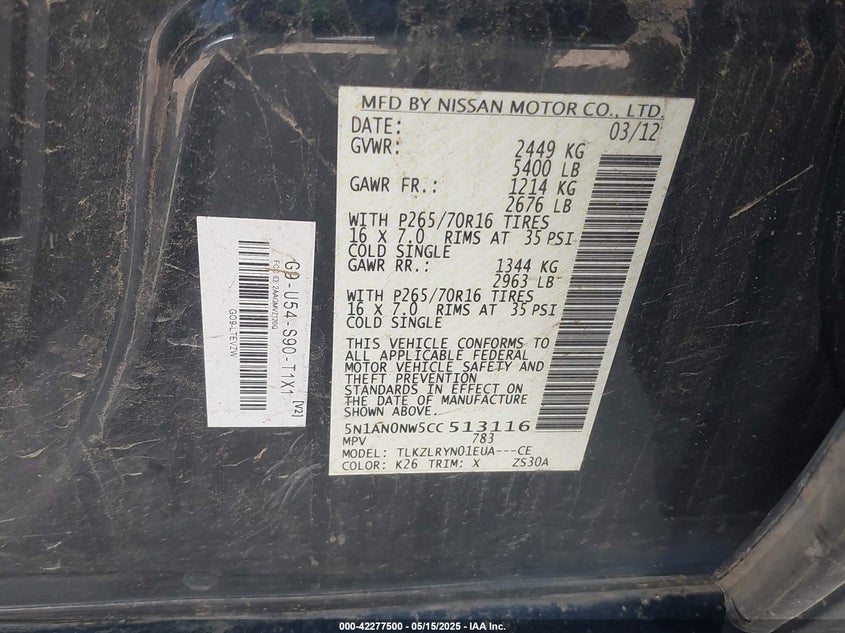 MFD BY NISSAN MOTOR CO., LTD.
DATE: 03/12
GVWR: 2449 KG
5400 LB
GAWR FR.: 1214 KG
2676 LB
WITH P265/70R16 TIRES
16 X 7.0 RIMS AT 35 PSI
COLD SINGLE
GAWR RR.: 1344 KG
2963 LB
WITH P265/70R16 TIRES
16 X 7.0 RIMS AT 35 PSI
COLD SINGLE
THIS VEHICLE CONFORMS TO
ALL APPLICABLE FEDERAL
MOTOR VEHICLE SAFETY AND
THEFT PREVENTION
STANDARDS IN EFFECT ON
THE DATE OF MANUFACTURE
SHOWN ABOVE.
5N1AN0NW5CC 513116
MPV 783
MODEL: TLKZLRYN01EUA---CE
COLOR: K26 TRIM: X ZS30A
G9-U54-S90-T1X1
[V2]
GO9LTEVZW
000-42277500 - 05/15/2025 - IAA Inc.